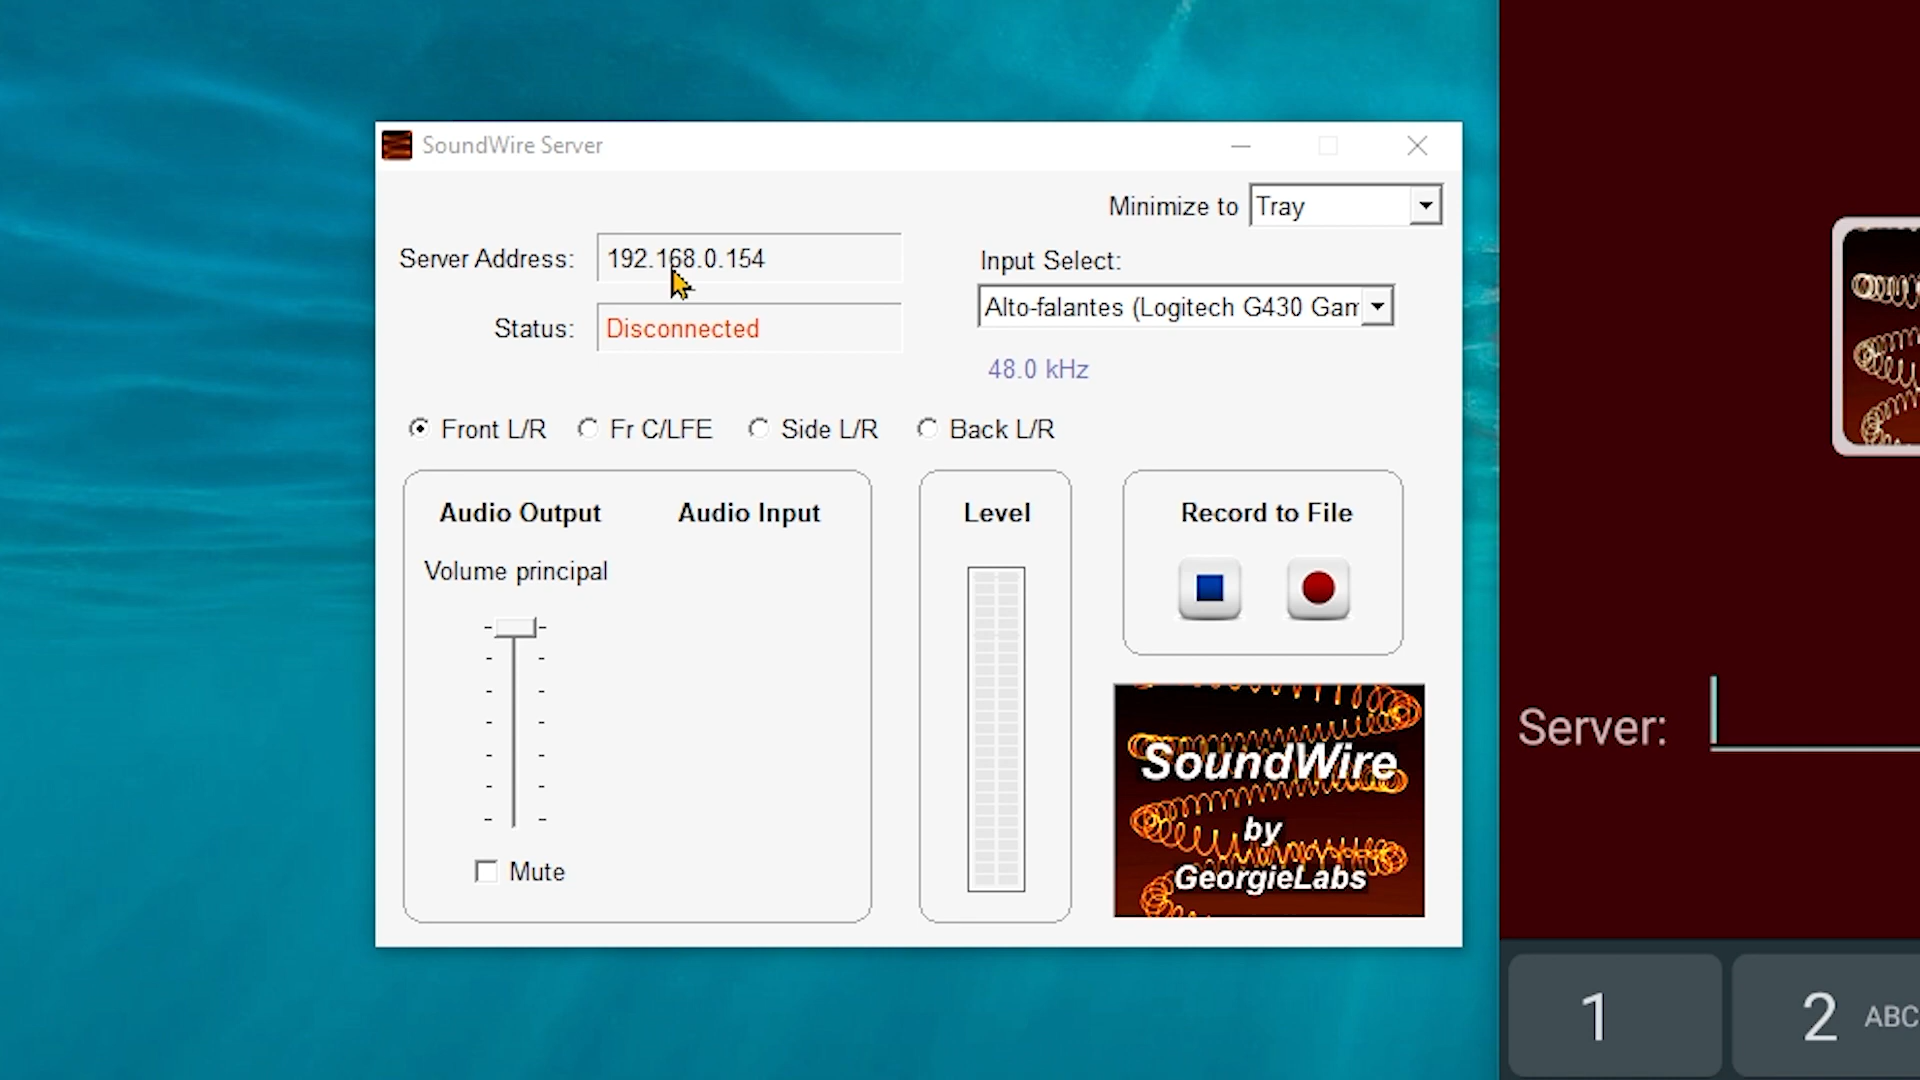 SoundWire Server
Minimize to Tray
Server Address: 192.168.0.154
Input Select:
Status: Disconnected
Alto-falantes (Logitech G430 Gam
48.0 kHz
Front L/R Fr C/LFE Side L/R Back L/R
Audio Output Audio Input
Level
Record to File
Volume principal
Mute
SoundWire
by
GeorgieLabs
Server:
1
2 ABC